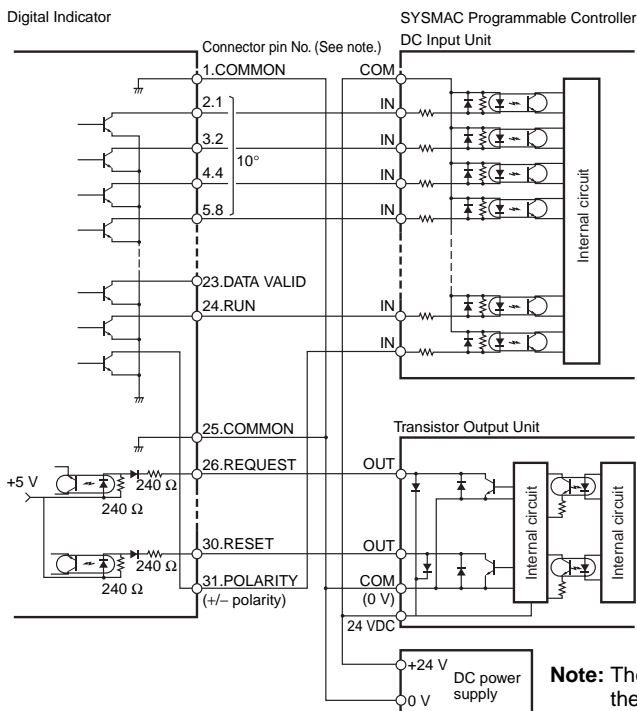 Digital Indicator
SYSMAC Programmable Controller
Connector pin No. (See note.)
DC Input Unit
1.COMMON
COM
2.1
IN
3.2
IN
10°
4.4
IN
5.8
IN
Internal circuit
23.DATA VALID
24.RUN
IN
IN
25.COMMON
Transistor Output Unit
26.REQUEST
OUT
+5 V
240 Ω
240 Ω
Internal circuit
Internal circuit
30.RESET
OUT
240 Ω
240 Ω
31.POLARITY
(+/− polarity)
COM
(0 V)
24 VDC
+24 V
DC power
supply
0 V
Note: The
the